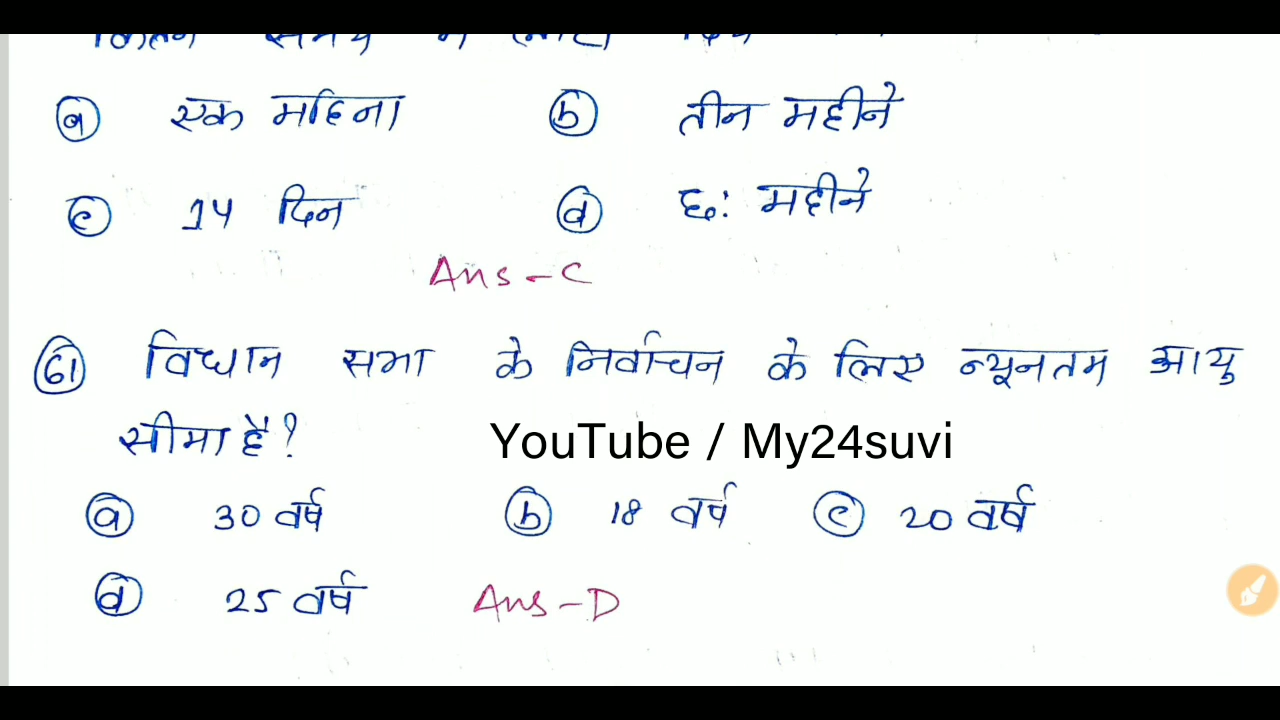 ⓐ एक महिना ⓑ तीन महीने
ⓒ 14 दिन ⓓ छ: महीने
Ans - C
61 विधान सभा के निर्वाचन के लिए न्यूनतम आयु
सीमा है?
YouTube / My24suvi
ⓐ 30 वर्ष ⓑ 18 वर्ष ⓒ 20 वर्ष
ⓓ 25 वर्ष Ans - D